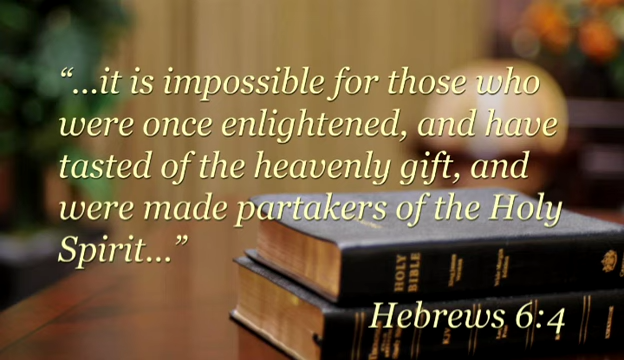 “...it is impossible for those who
were once enlightened, and have
tasted of the heavenly gift, and
were made partakers of the Holy
Spirit...”
HOLY
BIBLE
Hebrews 6:4